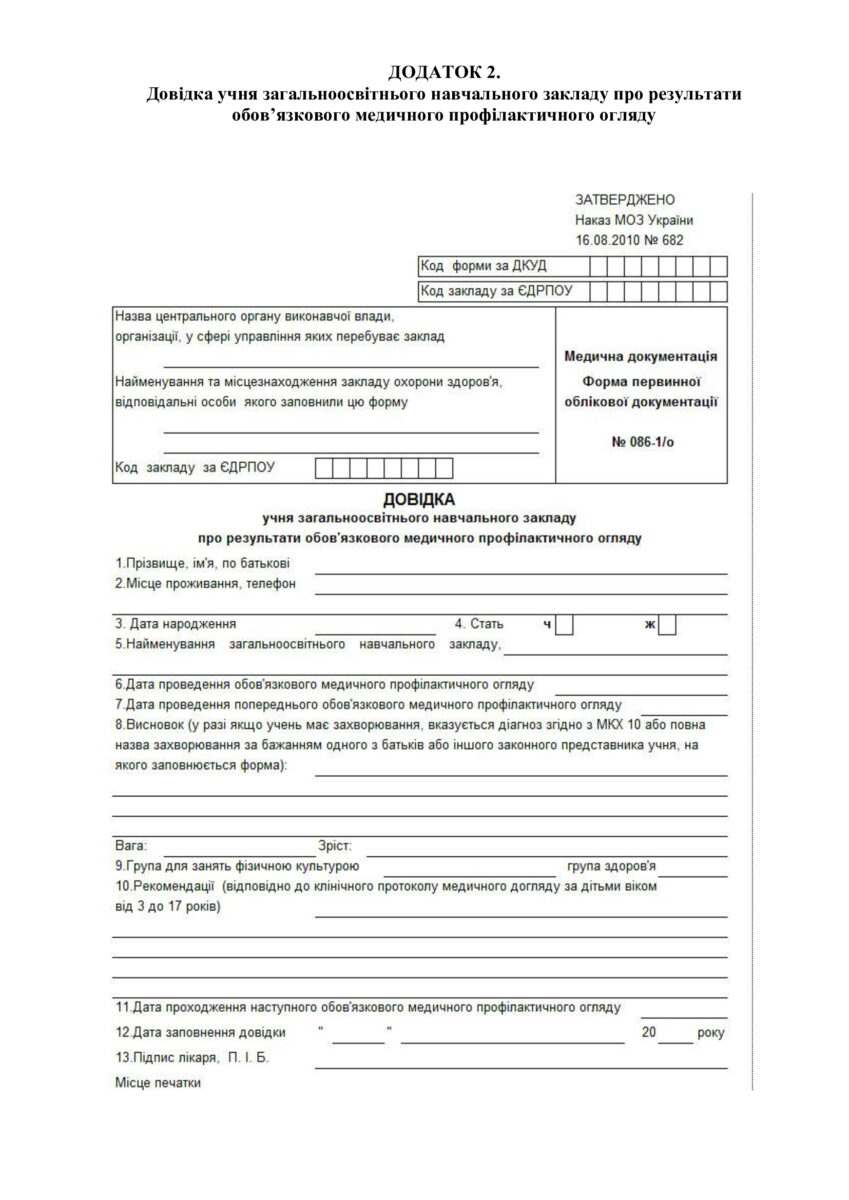 ДОДАТОК 2.
Довідка учня загальноосвітнього навчального закладу про результати
обов’язкового медичного профілактичного огляду
ЗАТВЕРДЖЕНО
Наказ МОЗ України
16.08.2010 № 682
Код форми за ДКУД
Код закладу за ЄДРПОУ
Назва центрального органу виконавчої влади,
організації, у сфері управління яких перебуває заклад
Найменування та місцезнаходження закладу охорони здоров'я,
відповідальні особи якого заповнили цю форму
Код закладу за ЄДРПОУ
Медична документація
Форма первинної
облікової документації
№ 086-1/о
ДОВІДКА
учня загальноосвітнього навчального закладу
про результати обов'язкового медичного профілактичного огляду
1.Прізвище, ім'я, по батькові
2.Місце проживання, телефон
3. Дата народження 4. Стать ч ж
5.Найменування загальноосвітнього навчального закладу,
6.Дата проведення обов'язкового медичного профілактичного огляду
7.Дата проведення попереднього обов'язкового медичного профілактичного огляду
8.Висновок (у разі якщо учень має захворювання, вказується діагноз згідно з МКХ 10 або повна
назва захворювання за бажанням одного з батьків або іншого законного представника учня, на
якого заповнюється форма):
Вага: Зріст:
9.Група для занять фізичною культурою група здоров'я
10.Рекомендації (відповідно до клінічного протоколу медичного догляду за дітьми віком
від 3 до 17 років)
11.Дата проходження наступного обов'язкового медичного профілактичного огляду
12.Дата заповнення довідки " " 20 року
13.Підпис лікаря, П. І. Б.
Місце печатки